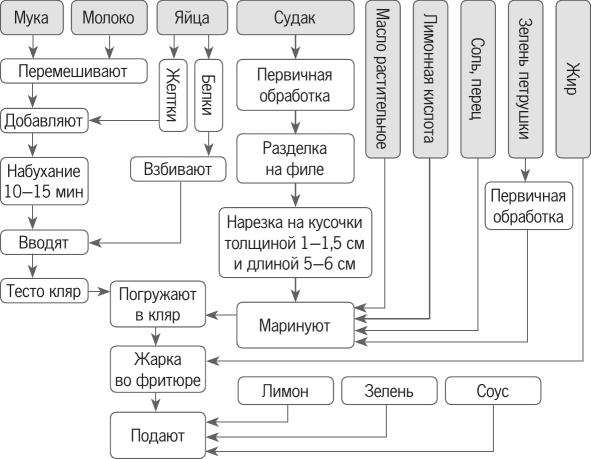 Мука
Молоко
Яйца
Судак
Масло растительное
Лимонная кислота
Соль, перец
Зелень петрушки
Жир
Перемешивают
Желтки
Белки
Первичная
обработка
Добавляют
Набухание
10–15 мин
Взбивают
Разделка
на филе
Первичная
обработка
Вводят
Нарезка на кусочки
толщиной 1–1,5 см
и длиной 5–6 см
Тесто кляр
Погружают
в кляр
Маринуют
Жарка
во фритюре
Лимон
Зелень
Соус
Подают